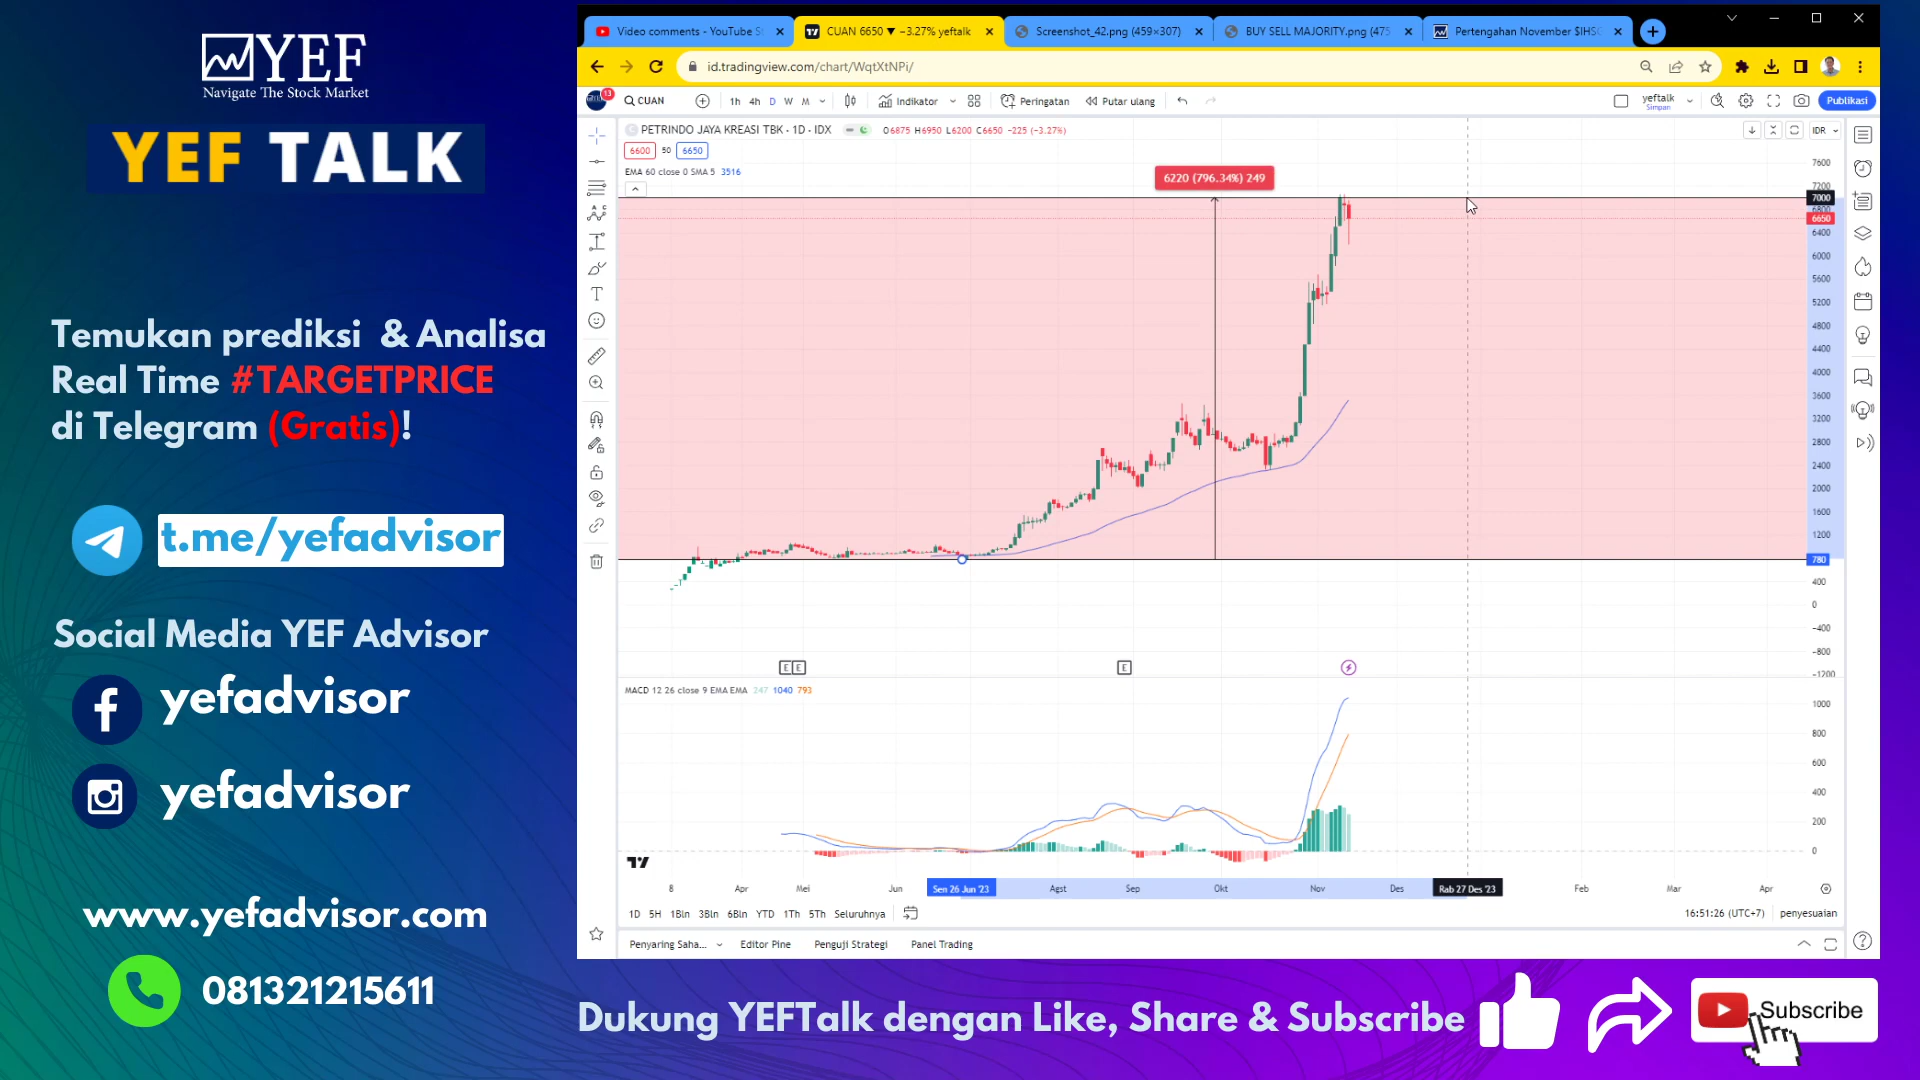 YEF
Navigate The Stock Market
YEF TALK
Temukan prediksi & Analisa
Real Time #TARGETPRICE
di Telegram (Gratis)!
t.me/yefadvisor
Social Media YEF Advisor
yefadvisor
yefadvisor
www.yefadvisor.com
081321215611
Video comments - YouTube S
CUAN 6650 ▼ −3.27% yeftalk
Screenshot_42.png (459×307)
BUY SELL MAJORITY.png (475
Pertengahan November $IHSG
id.tradingview.com/chart/WqtXtNPi/
13
CUAN
1h 4h D W M
Indikator
Peringatan
Putar ulang
yeftalk
Simpan
Publikasi
PETRINDO JAYA KREASI TBK · 1D · IDX
O6875 H6950 L6200 C6650 −225 (−3.27%)
IDR
6600 50 6650
EMA 60 close 0 SMA 5 3516
6220 (796.34%) 249
7600
7200
7000
6800
6650
6400
6000
5600
5200
4800
4400
4000
3600
3200
2800
2400
2000
1600
1200
780
400
0
−400
−800
−1200
E E E
MACD 12 26 close 9 EMA EMA 247 1040 793
1000
800
600
400
200
0
8 Apr Mei Jun Sen 26 Jun '23 Agst Sep Okt Nov Des Rab 27 Des '23 Feb Mar Apr
1D 5H 1Bln 3Bln 6Bln YTD 1Th 5Th Seluruhnya
16:51:26 (UTC+7) penyesuaian
Penyaring Saha... Editor Pine Penguji Strategi Panel Trading
Dukung YEFTalk dengan Like, Share & Subscribe
Subscribe